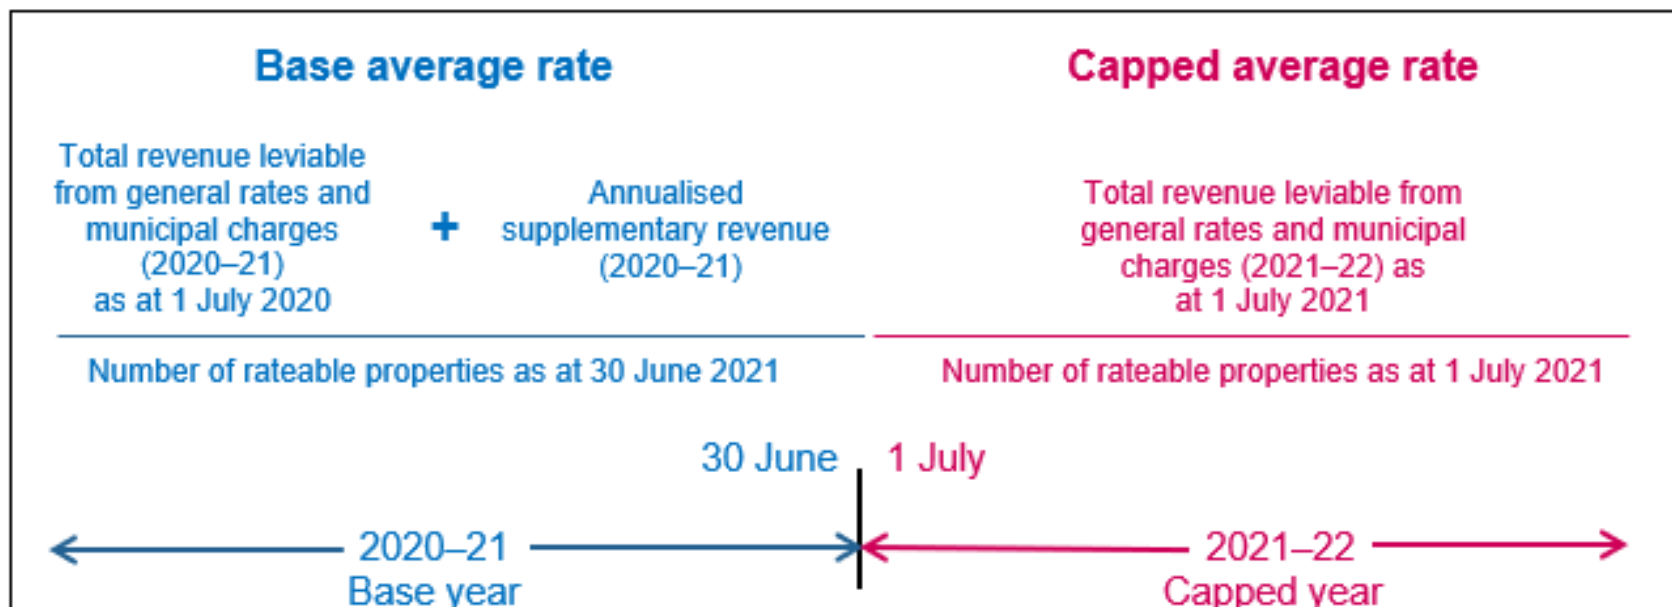 Base average rate
Total revenue leviable
from general rates and
municipal charges
(2020–21)
as at 1 July 2020
+
Annualised
supplementary revenue
(2020–21)
Number of rateable properties as at 30 June 2021
Capped average rate
Total revenue leviable from
general rates and municipal
charges (2021–22) as
at 1 July 2021
Number of rateable properties as at 1 July 2021
30 June
1 July
2020–21
Base year
2021–22
Capped year